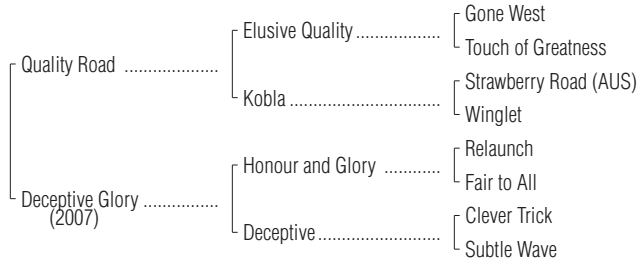 Gone West
Elusive Quality ..................
Touch of Greatness
Quality Road ....................
Strawberry Road (AUS)
Kobla ................................
Winglet
Relaunch
Honour and Glory ............
Fair to All
Deceptive Glory ................
(2007)
Clever Trick
Deceptive ..........................
Subtle Wave